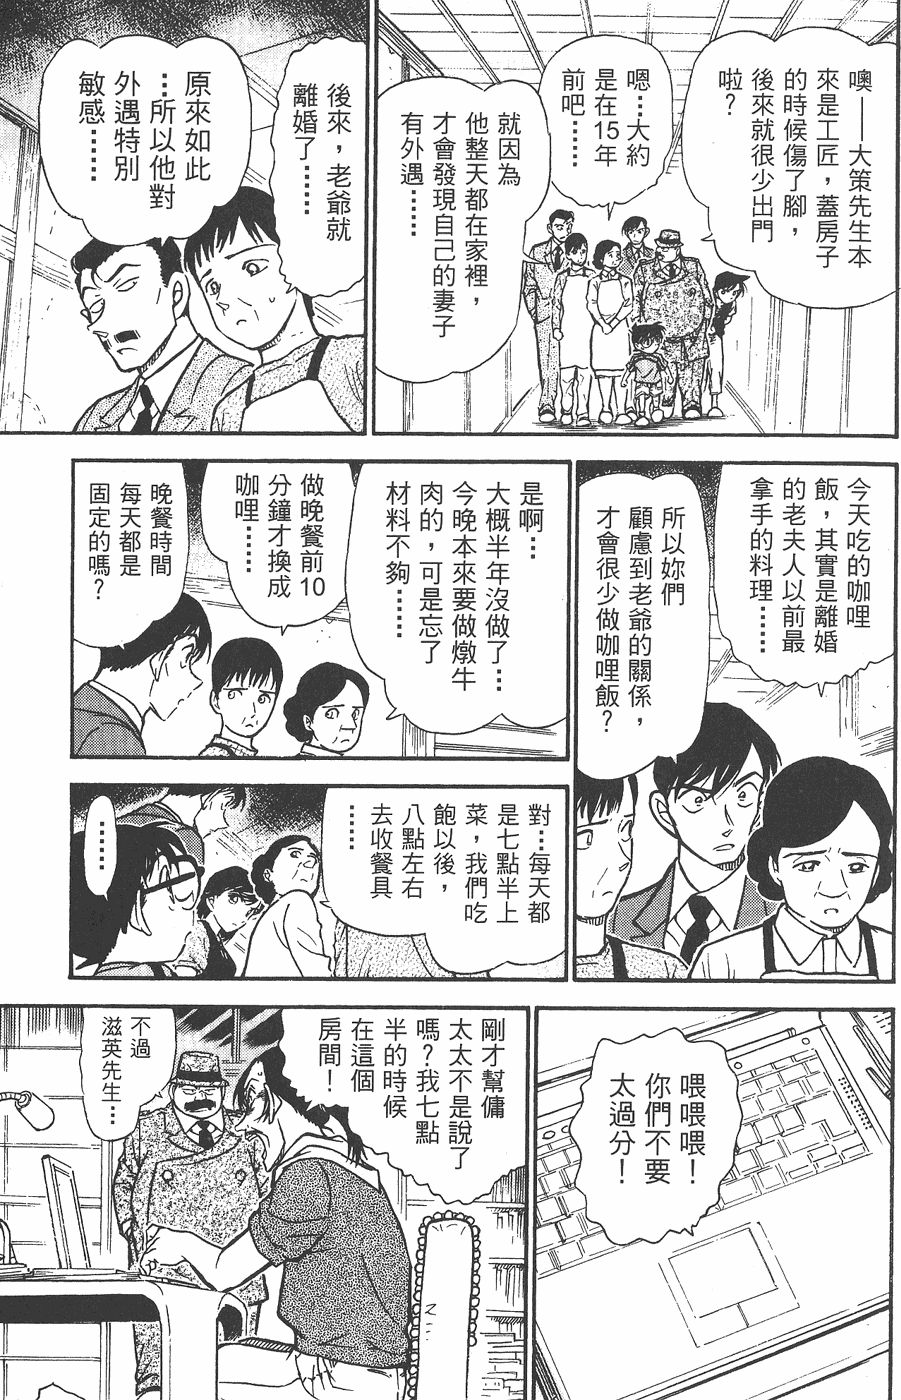 噢——大策先生本
來是工匠，蓋房子
的時候傷了腳，
後來就很少出門
啦？
嗯…大約
是在15年
前吧……
就因為
他整天都在家裡，
才會發現自己的妻子
有外遇……
後來，老爺就
離婚了……
原來如此
…所以他對
外遇特別
敏感……
今天吃的咖哩
飯，其實是離婚
的老夫人以前最
拿手的料理……
所以妳們
顧慮到老爺的關係，
才會很少做咖哩飯？
是啊…
大概半年沒做了…
今晚本來要做燉牛
肉的，可是忘了
材料不夠……
做晚餐前10
分鐘才換成
咖哩……
晚餐時間
每天都是
固定的嗎？
對…每天都
是七點半上
菜，我們吃
飽以後，
八點左右
去收餐具
……
……
喂喂喂！
你們不要
太過分！
剛才幫傭
太太不是說了
嗎？我七點
半的時候
在這個
房間！
不過
滋英先生…